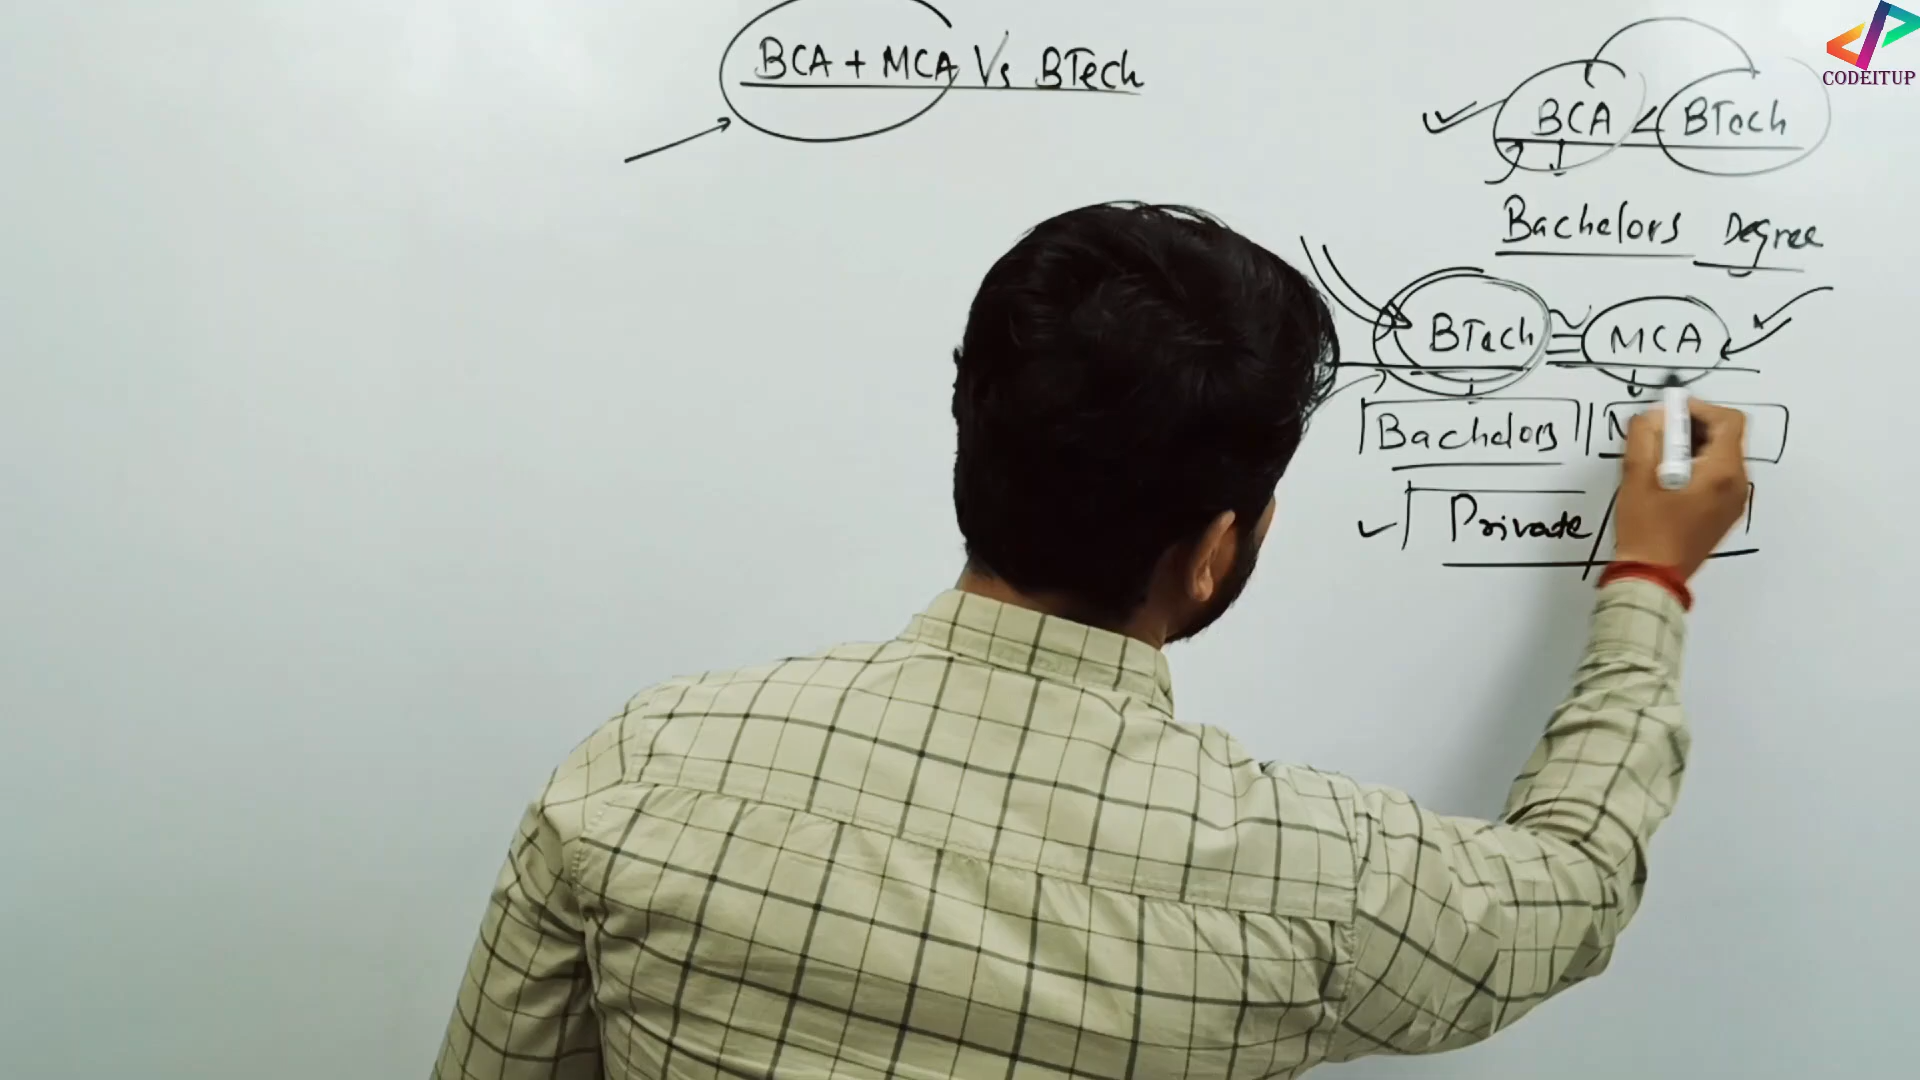 BCA + MCA Vs BTech
CODEITUP
BCA < BTech
Bachelors Degree
BTech = MCA
Bachelors
Private /